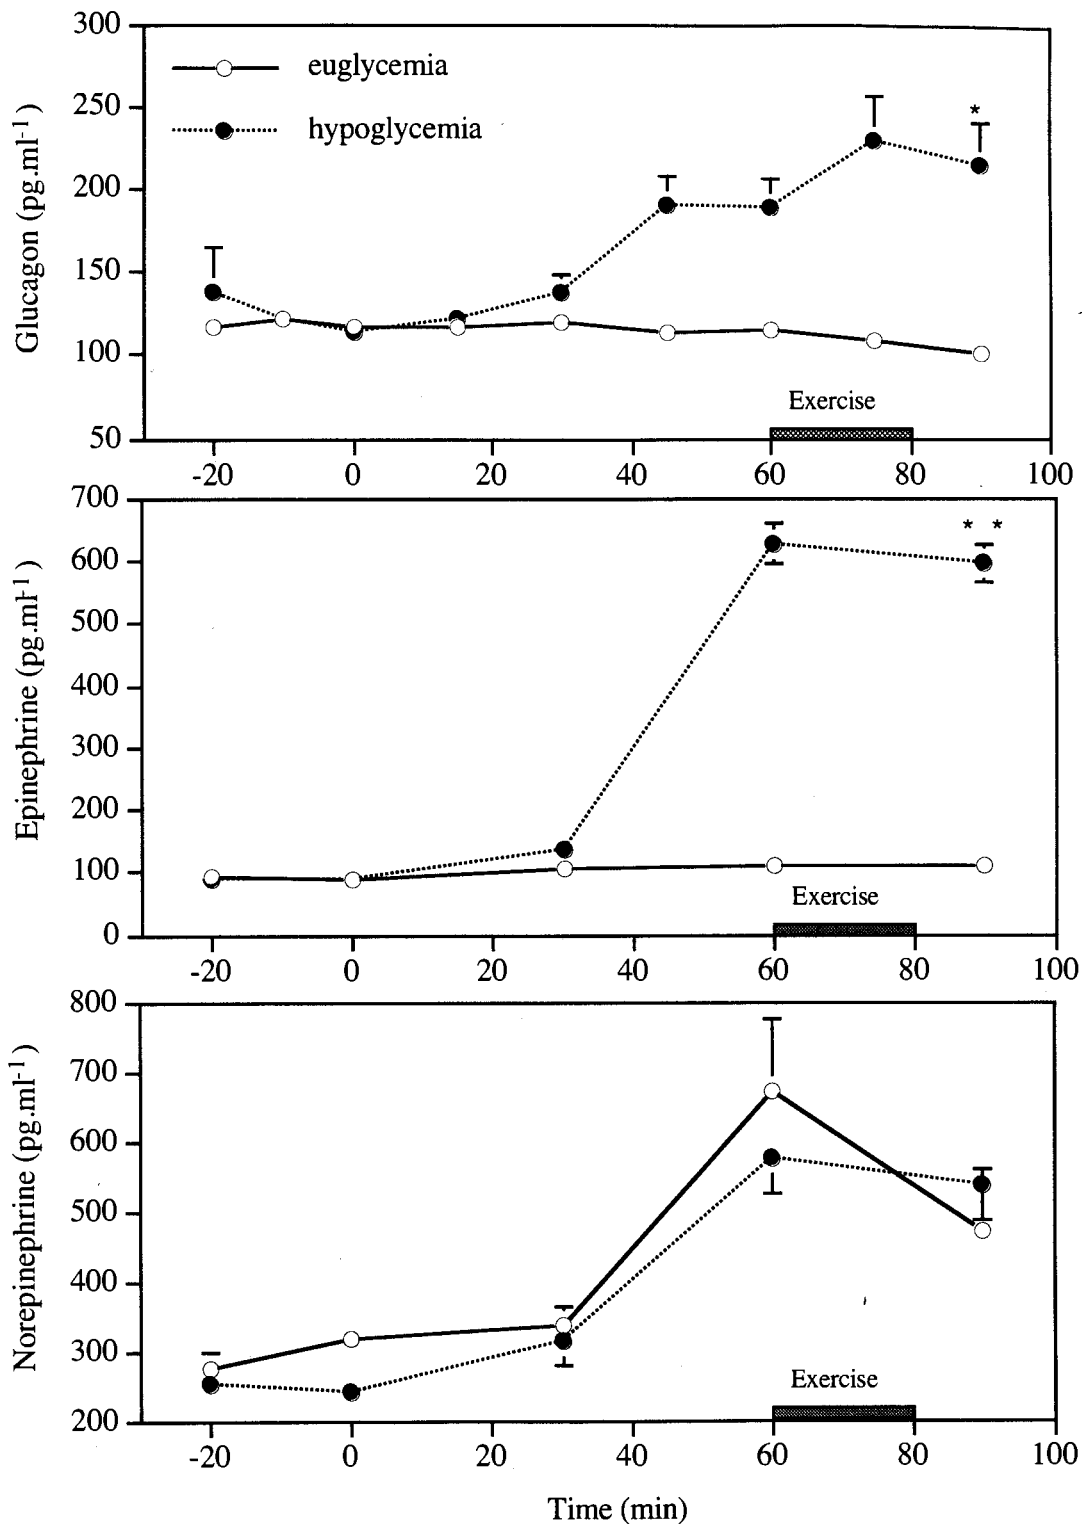 300
euglycemia
250
*
hypoglycemia
200
150
100
50
Glucagon (pg.ml-1)
Exercise
-20 0 20 40 60 80 100
700
* *
600
500
400
300
200
100
0
Epinephrine (pg.ml-1)
Exercise
-20 0 20 40 60 80 100
800
700
600
500
400
300
200
Norepinephrine (pg.ml-1)
Exercise
-20 0 20 40 60 80 100
Time (min)